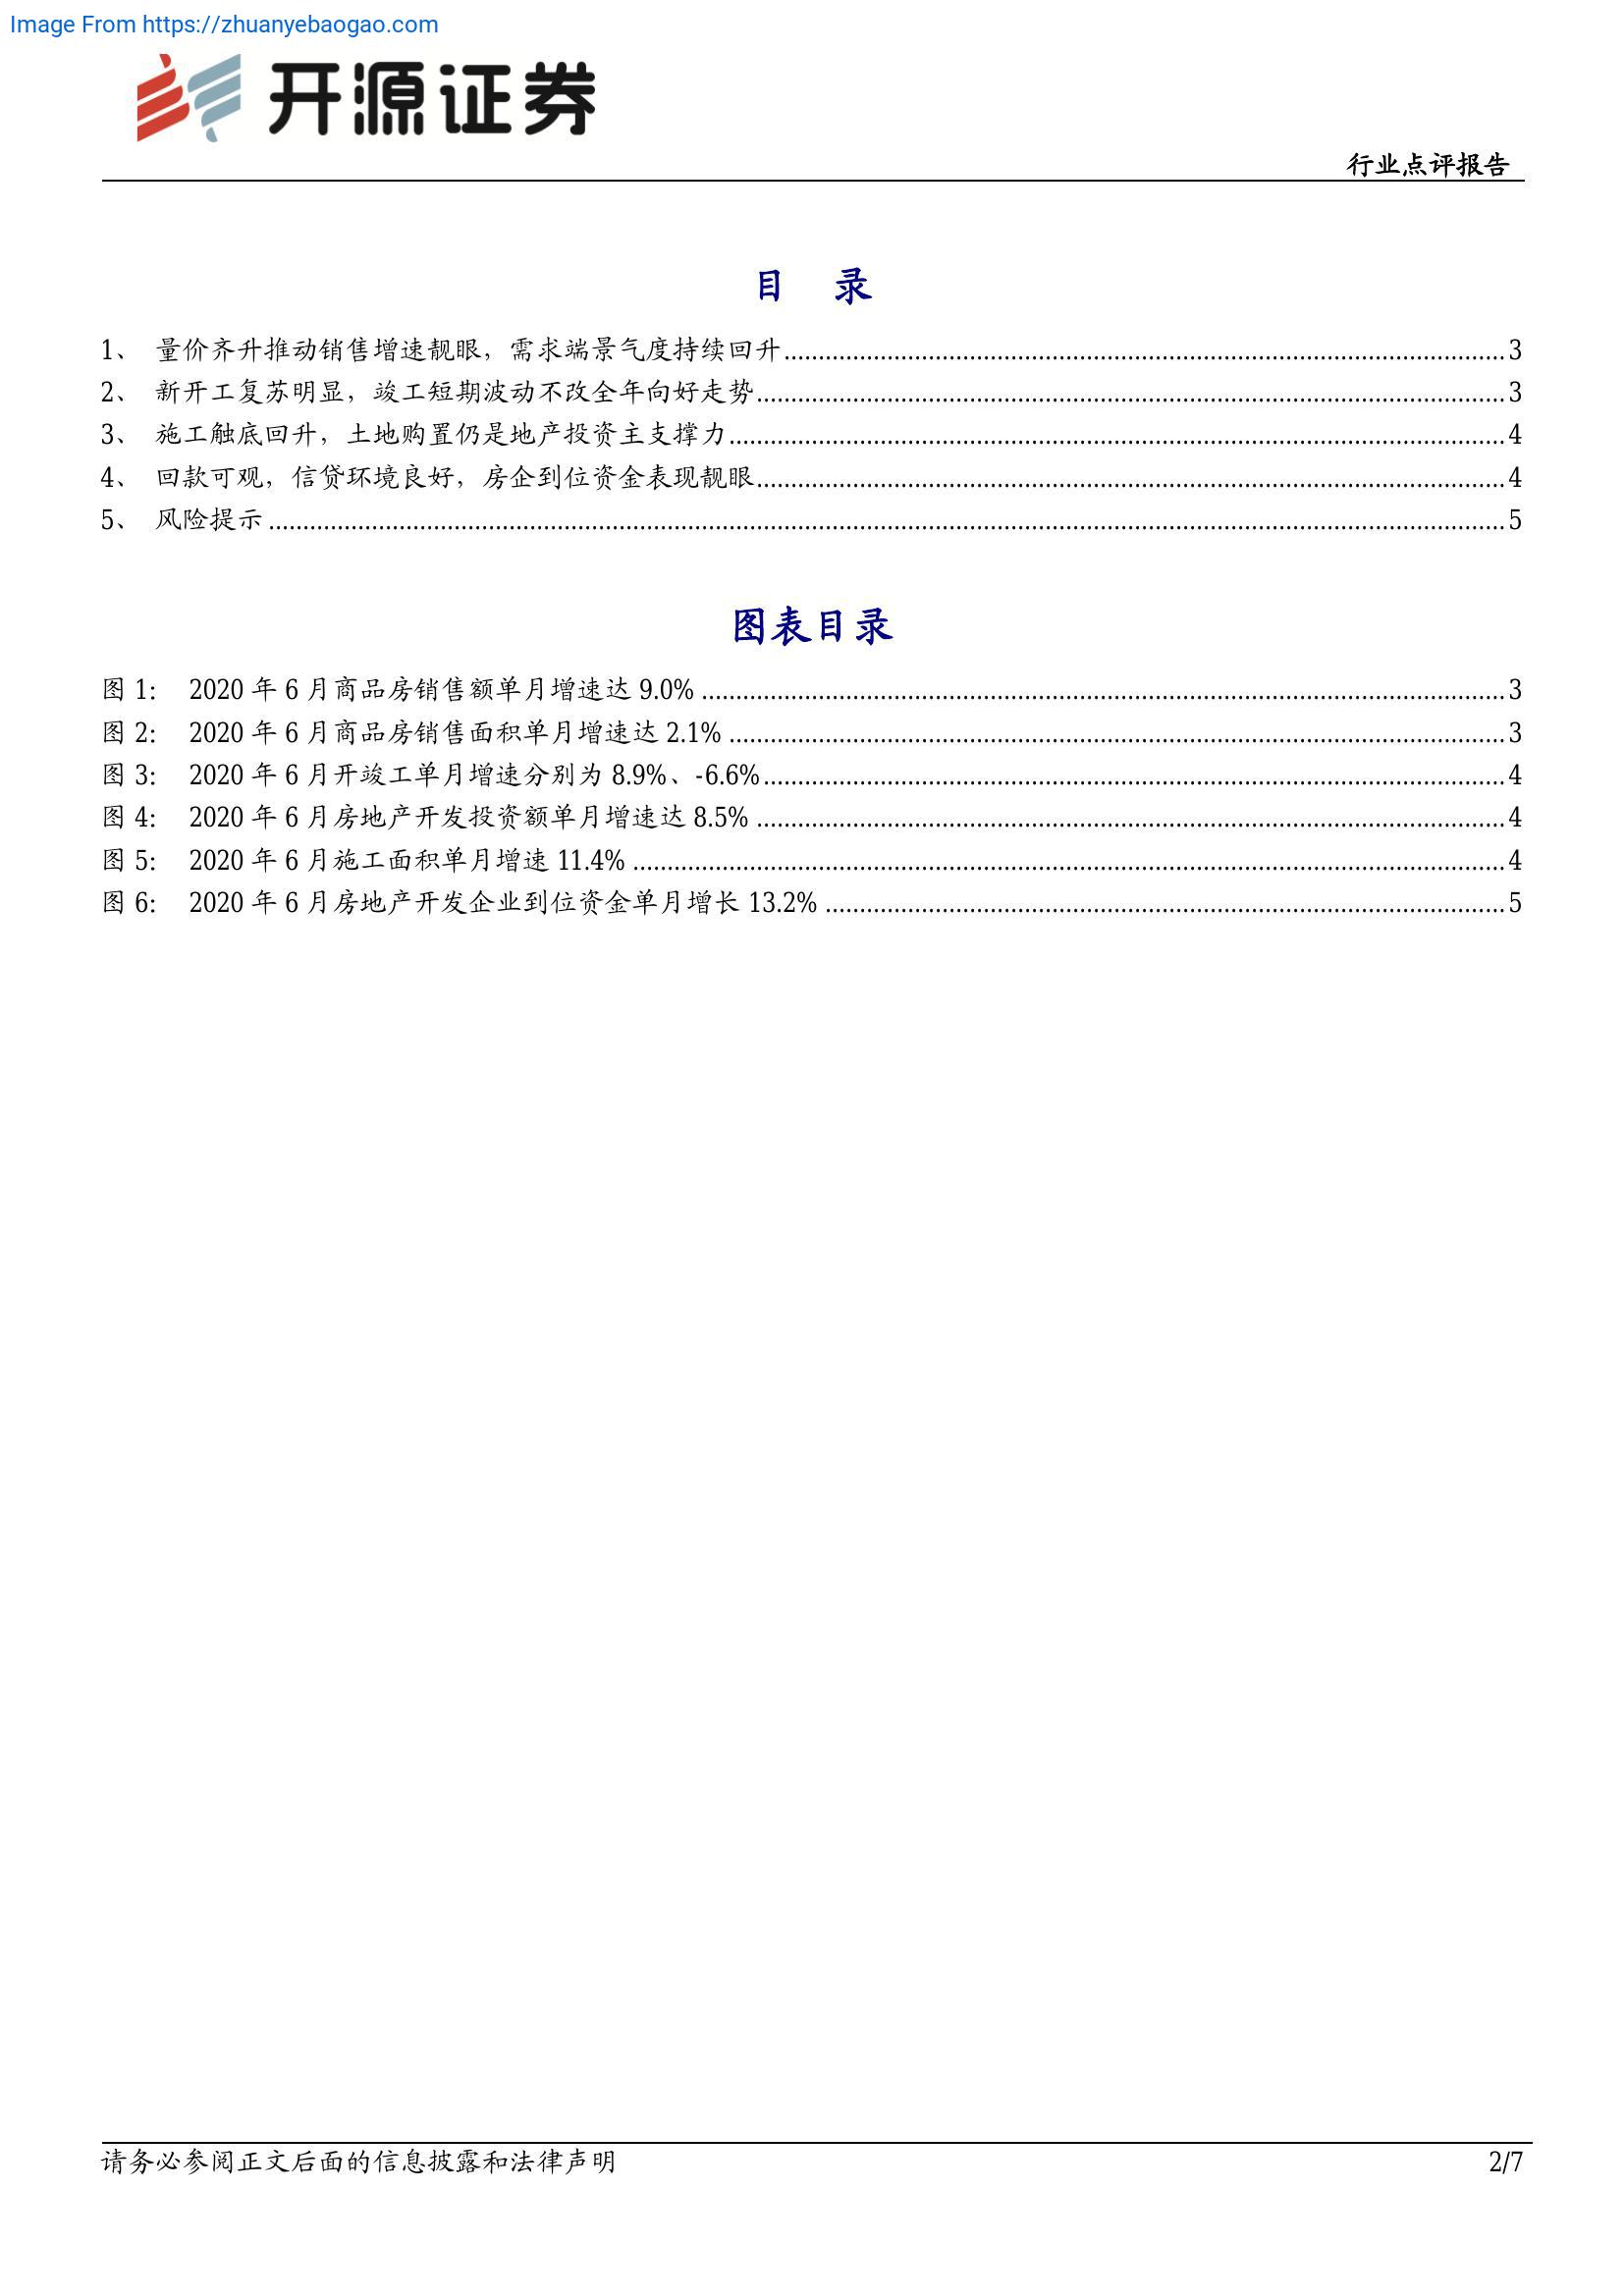 Image From https://zhuanyebaogao.com
开源证券
行业点评报告
目 录
1、 量价齐升推动销售增速靓眼，需求端景气度持续回升 3
2、 新开工复苏明显，竣工短期波动不改全年向好走势 3
3、 施工触底回升，土地购置仍是地产投资主支撑力 4
4、 回款可观，信贷环境良好，房企到位资金表现靓眼 4
5、 风险提示 5
图表目录
图 1: 2020 年 6 月商品房销售额单月增速达 9.0% 3
图 2: 2020 年 6 月商品房销售面积单月增速达 2.1% 3
图 3: 2020 年 6 月开竣工单月增速分别为 8.9%、-6.6% 4
图 4: 2020 年 6 月房地产开发投资额单月增速达 8.5% 4
图 5: 2020 年 6 月施工面积单月增速 11.4% 4
图 6: 2020 年 6 月房地产开发企业到位资金单月增长 13.2% 5
请务必参阅正文后面的信息披露和法律声明 2/7